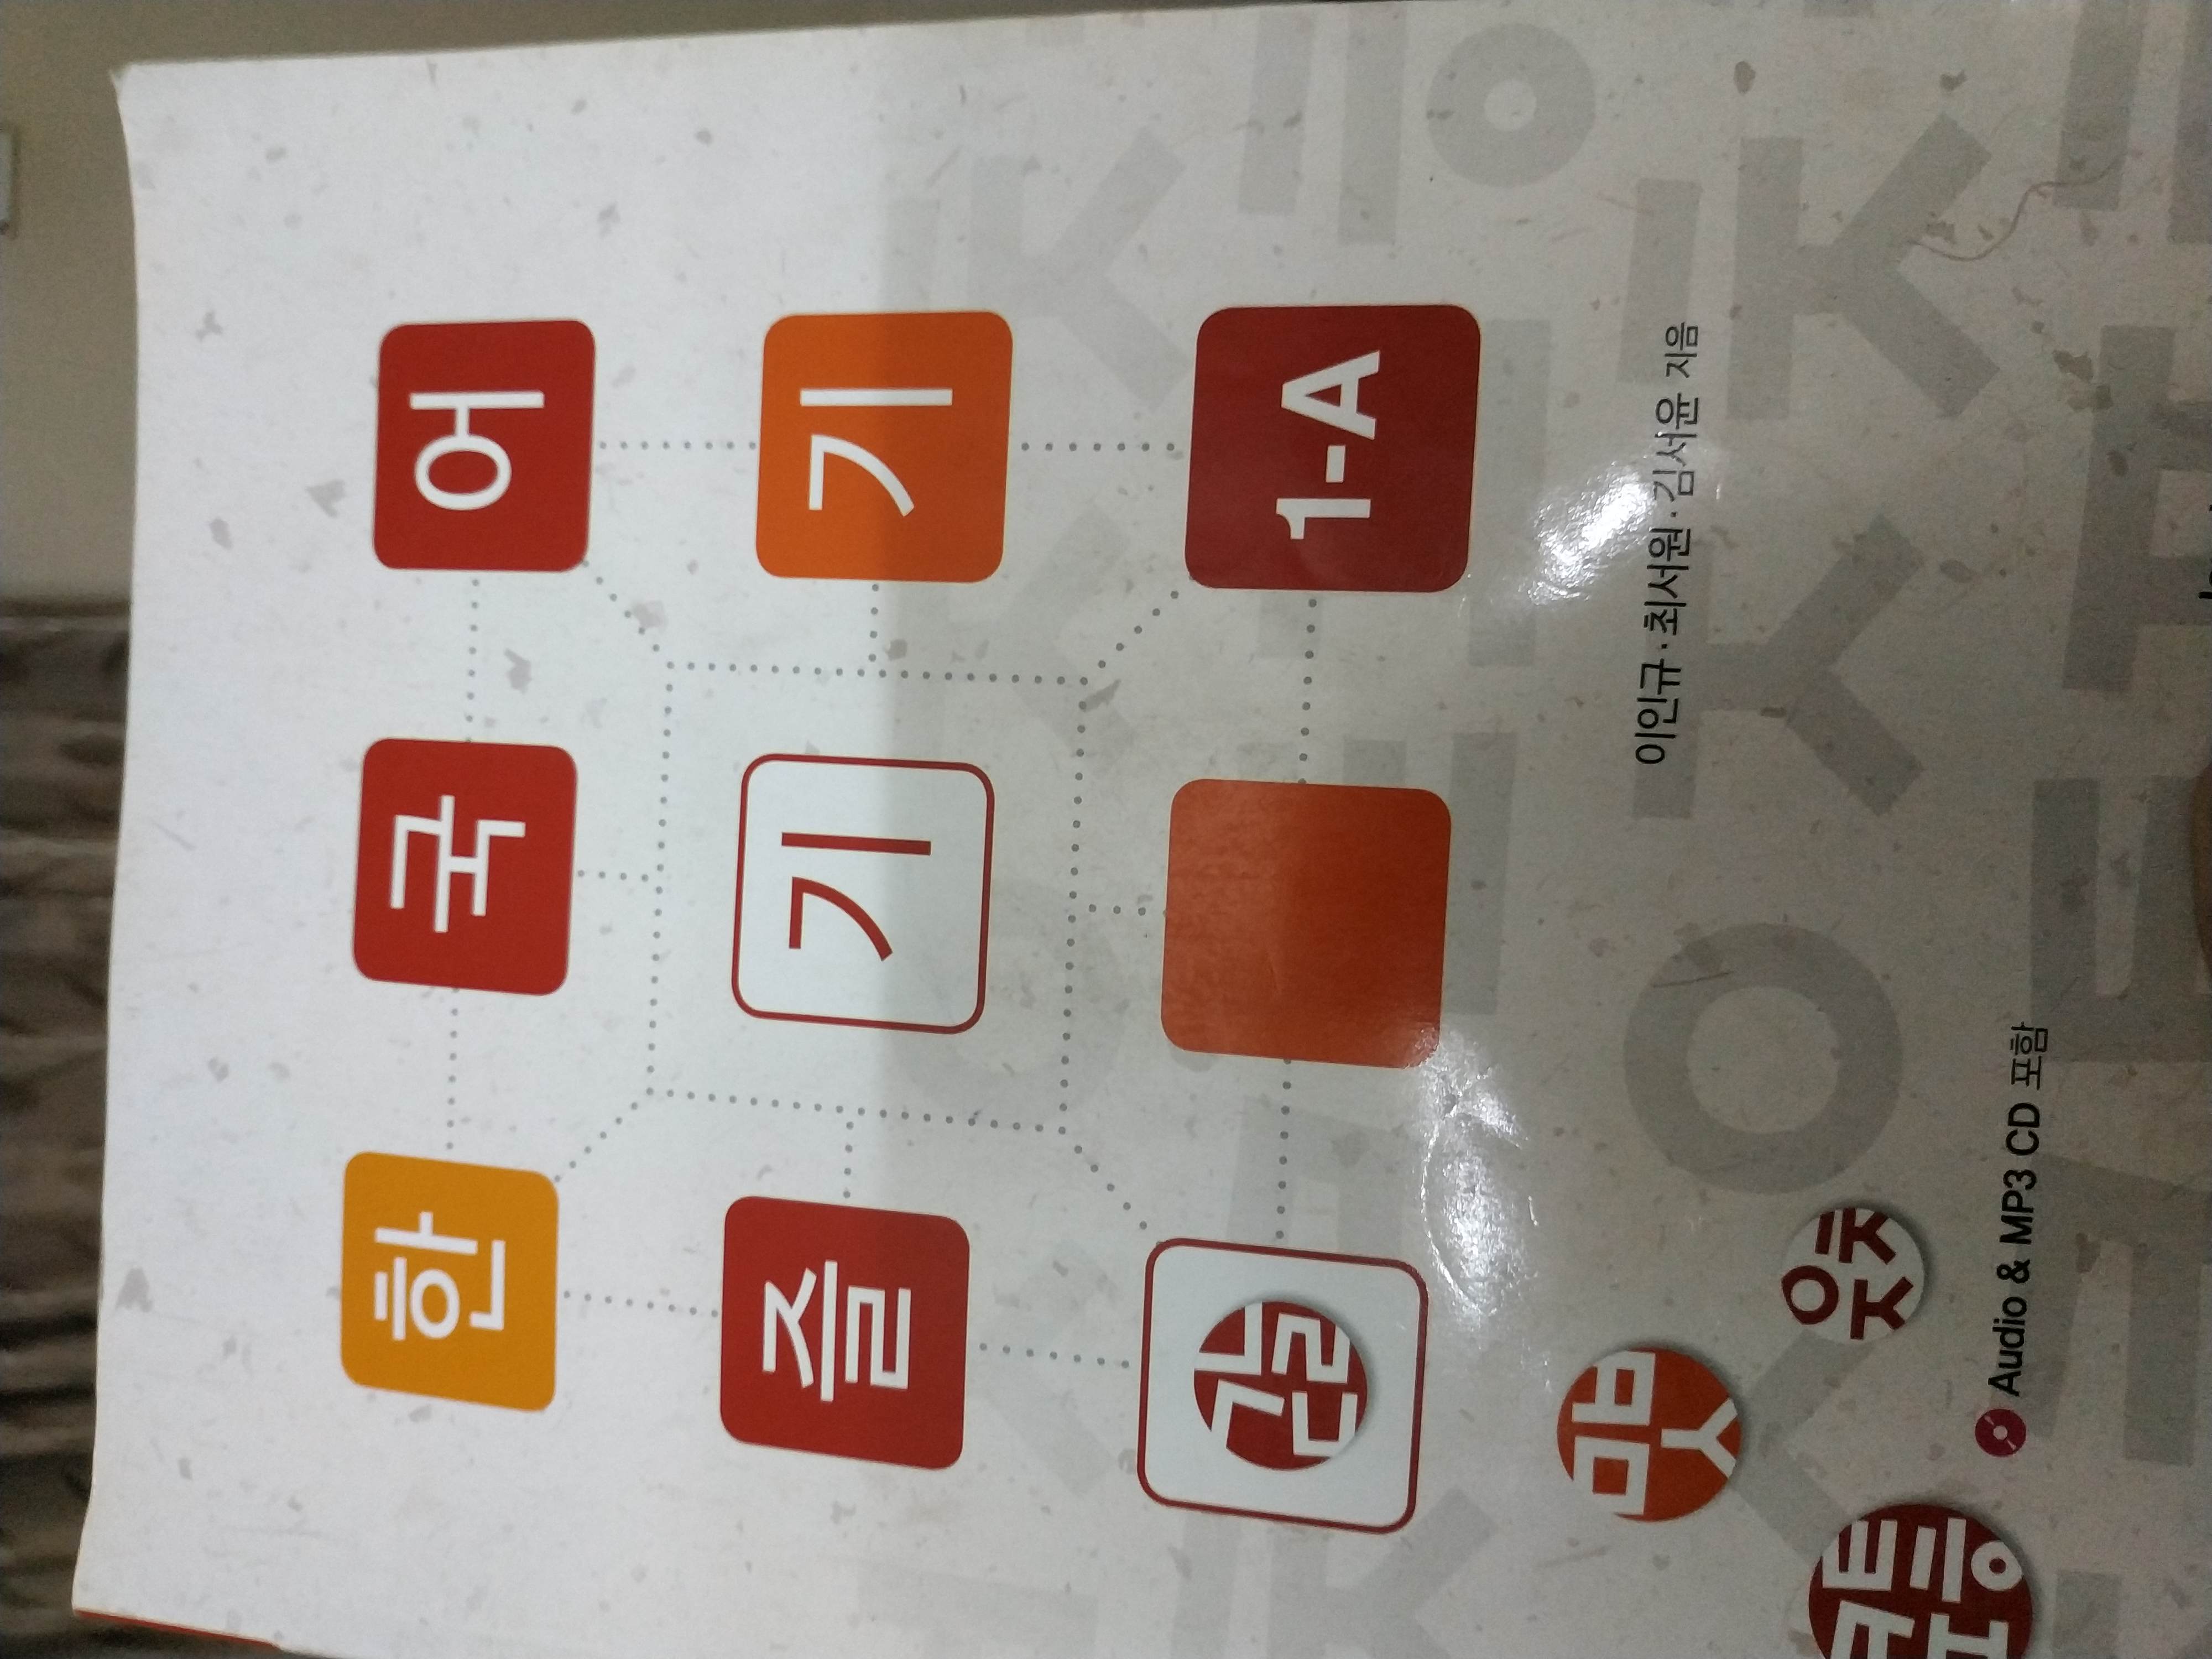 한 국 어
즐 기 기
1-A
이인규·최서원·김서윤 지음
Audio & MP3 CD 포함